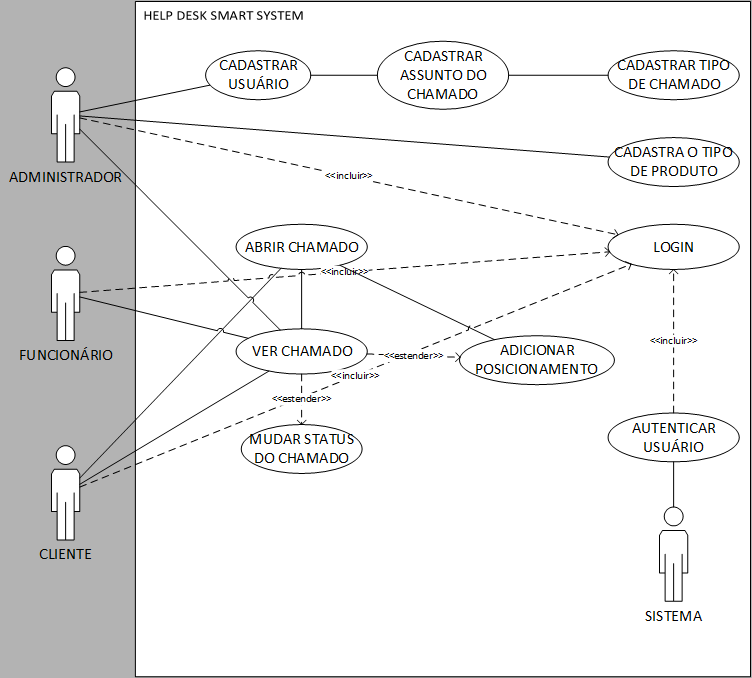 HELP DESK SMART SYSTEM
CADASTRAR
USUÁRIO
CADASTRAR
ASSUNTO DO
CHAMADO
CADASTRAR TIPO
DE CHAMADO
ADMINISTRADOR
CADASTRA O TIPO
DE PRODUTO
<<incluir>>
ABRIR CHAMADO
LOGIN
<<incluir>>
FUNCIONÁRIO
VER CHAMADO
<<estender>>
ADICIONAR
POSICIONAMENTO
<<incluir>>
<<incluir>>
<<estender>>
MUDAR STATUS
DO CHAMADO
AUTENTICAR
USUÁRIO
CLIENTE
SISTEMA